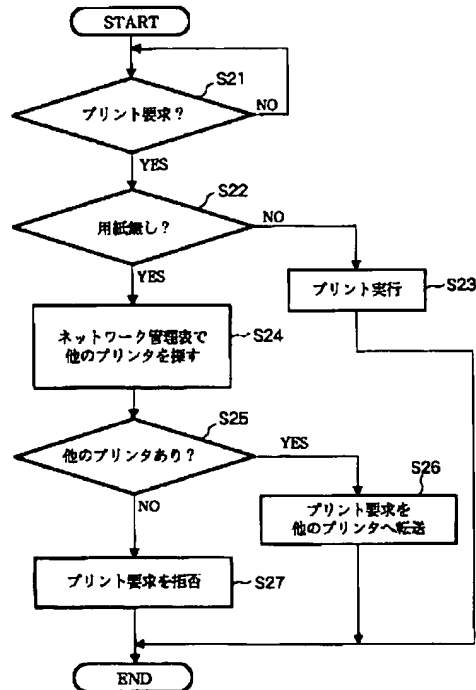 START
S21
プリント要求?
NO
YES
S22
用紙無し?
NO
YES
S23
プリント実行
ネットワーク管理表で
他のプリンタを探す
S24
S25
他のプリンタあり?
YES
NO
S26
プリント要求を
他のプリンタへ転送
プリント要求を拒否
S27
END